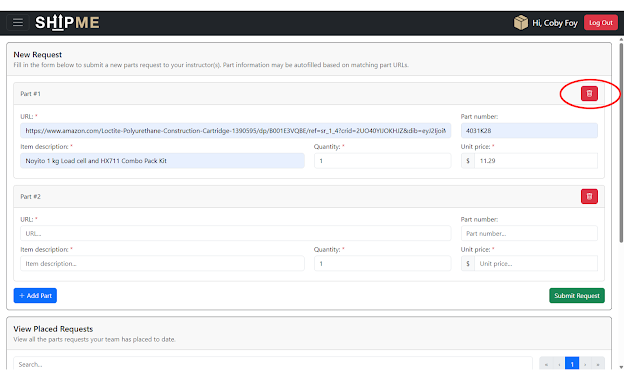 SHIPME
Hi, Coby Foy
Log Out
New Request
Fill in the form below to submit a new parts request to your instructor(s). Part information may be autofilled based on matching part URLs.
Part #1
URL: * Part number:
https://www.amazon.com/Loctite-Polyurethane-Construction-Cartridge-1390595/dp/B001E3VQBE/ref=sr_1_4?crid=2UO40YUOKHJZ&dib=eyJ2IjoiM 4031K28
Item description: * Quantity: * Unit price: *
Noyito 1 kg Load cell and HX711 Combo Pack Kit 1 $ 11.29
Part #2
URL: * Part number:
URL... Part number...
Item description: * Quantity: * Unit price: *
Item description... 1 $ Unit price...
+ Add Part Submit Request
View Placed Requests
View all the parts requests your team has placed to date.
Search... « ‹ 1 › »